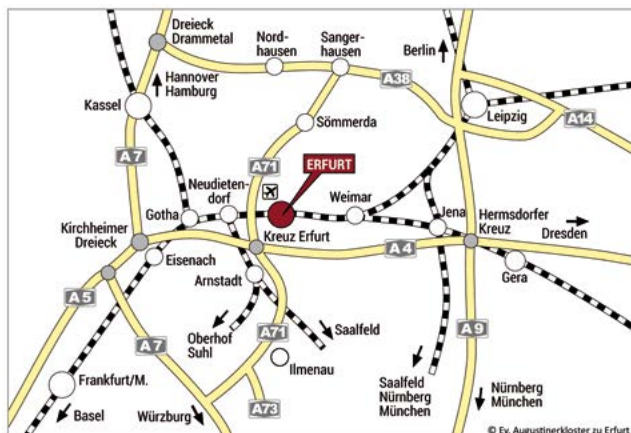 Dreieck
Drammetal
Nord-
hausen
Sanger-
hausen
Berlin
Hannover
Hamburg
A38
Kassel
Leipzig
A14
Sömmerda
A7
A71
ERFURT
Neudieten-
dorf
Weimar
Gotha
Jena
Hermsdorfer
Kreuz
Dresden
Kirchheimer
Dreieck
Kreuz Erfurt
A4
Eisenach
Arnstadt
Gera
A5
A7
Oberhof
Suhl
A71
Saalfeld
A9
Ilmenau
Frankfurt/M.
Saalfeld
Nürnberg
München
Nürnberg
München
Basel
Würzburg
A73
© Ev. Augustinerkloster zu Erfurt